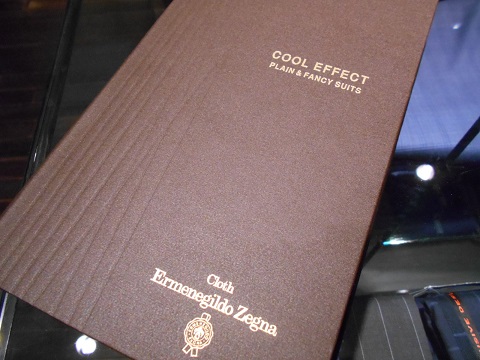 COOL EFFECT
PLAIN & FANCY SUITS
Cloth
Ermenegildo Zegna